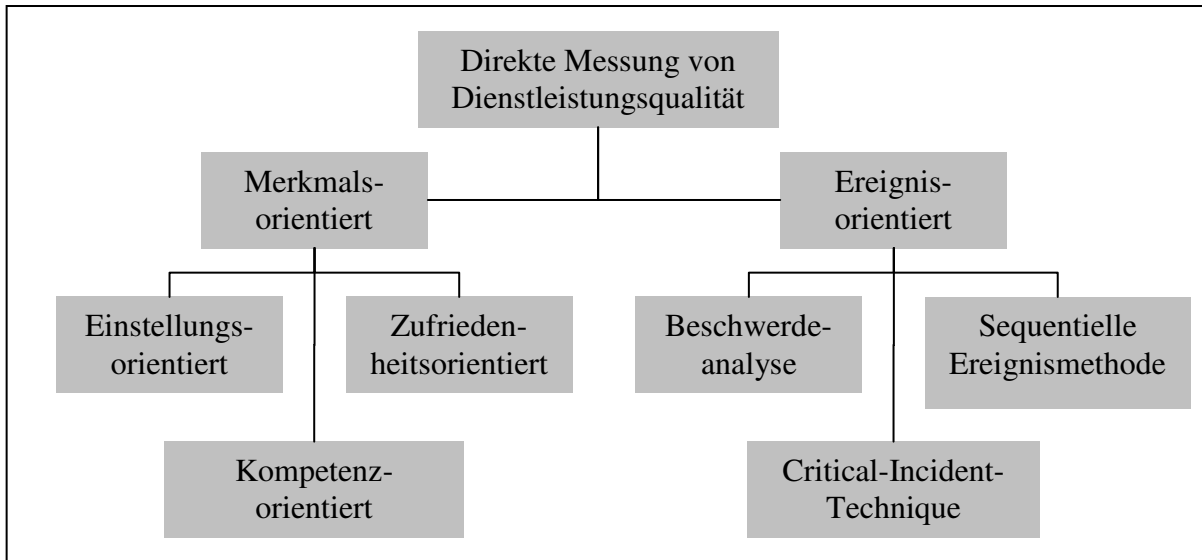 Direkte Messung von
Dienstleistungsqualität
Merkmals-
orientiert
Ereignis-
orientiert
Einstellungs-
orientiert
Zufrieden-
heitsorientiert
Beschwerde-
analyse
Sequentielle
Ereignismethode
Kompetenz-
orientiert
Critical-Incident-
Technique